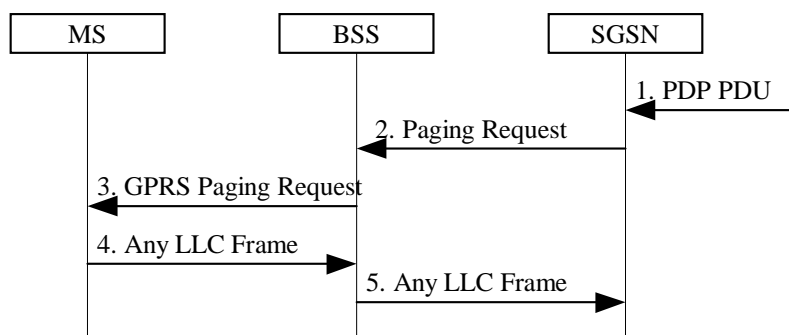 MS
BSS
SGSN
1. PDP PDU
2. Paging Request
3. GPRS Paging Request
4. Any LLC Frame
5. Any LLC Frame